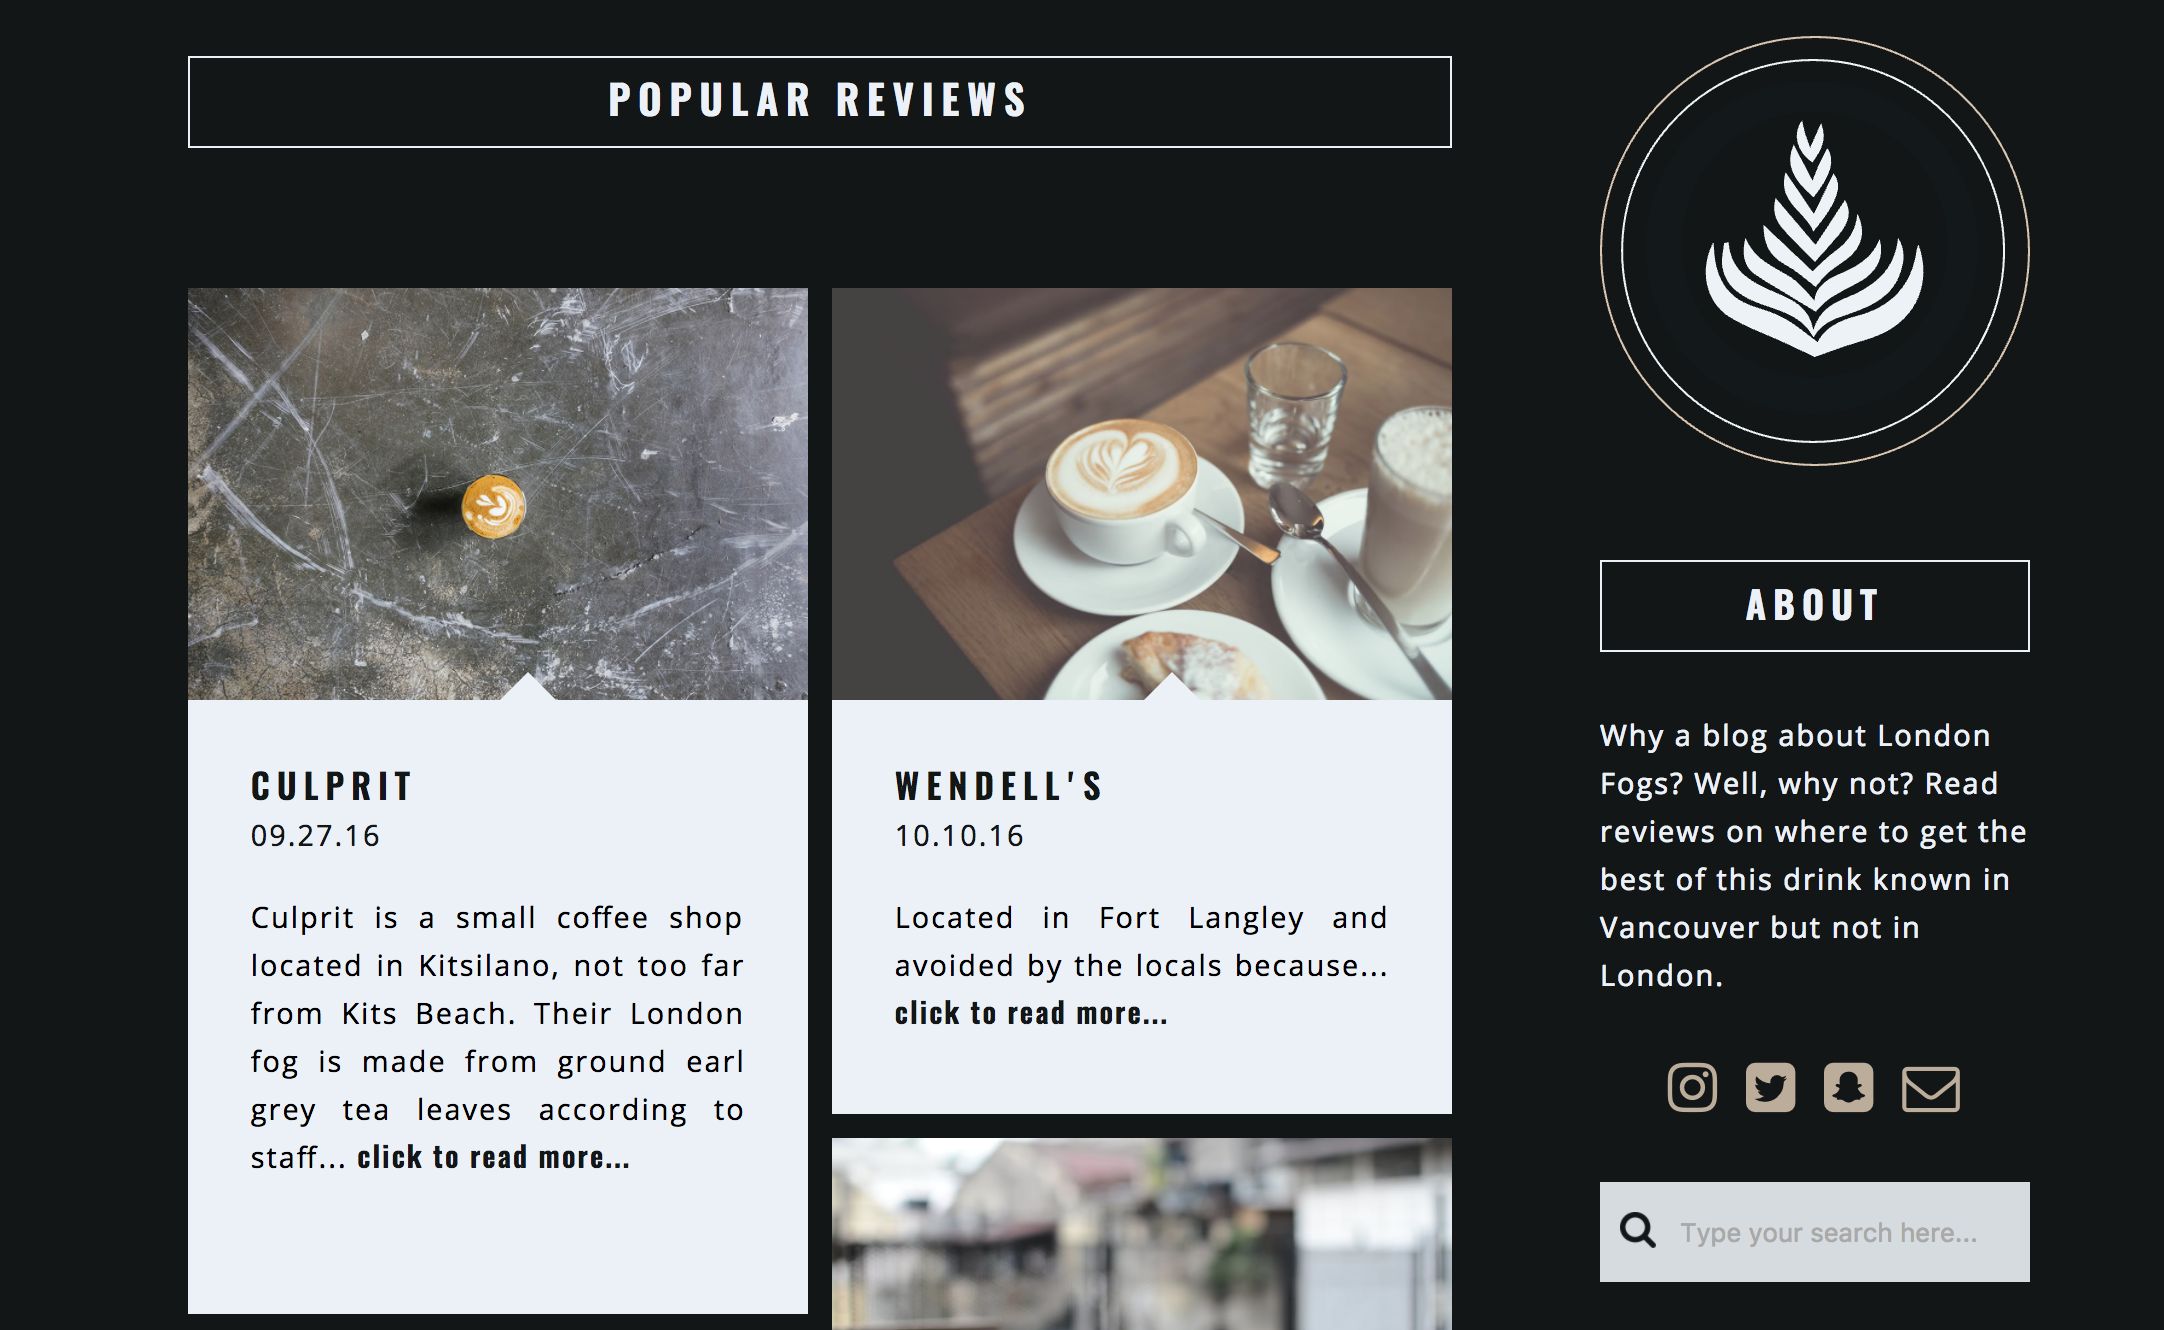 POPULAR REVIEWS
CULPRIT
09.27.16
Culprit is a small coffee shop
located in Kitsilano, not too far
from Kits Beach. Their London
fog is made from ground earl
grey tea leaves according to
staff... click to read more...
WENDELL'S
10.10.16
Located in Fort Langley and
avoided by the locals because...
click to read more...
ABOUT
Why a blog about London
Fogs? Well, why not? Read
reviews on where to get the
best of this drink known in
Vancouver but not in
London.
Type your search here...